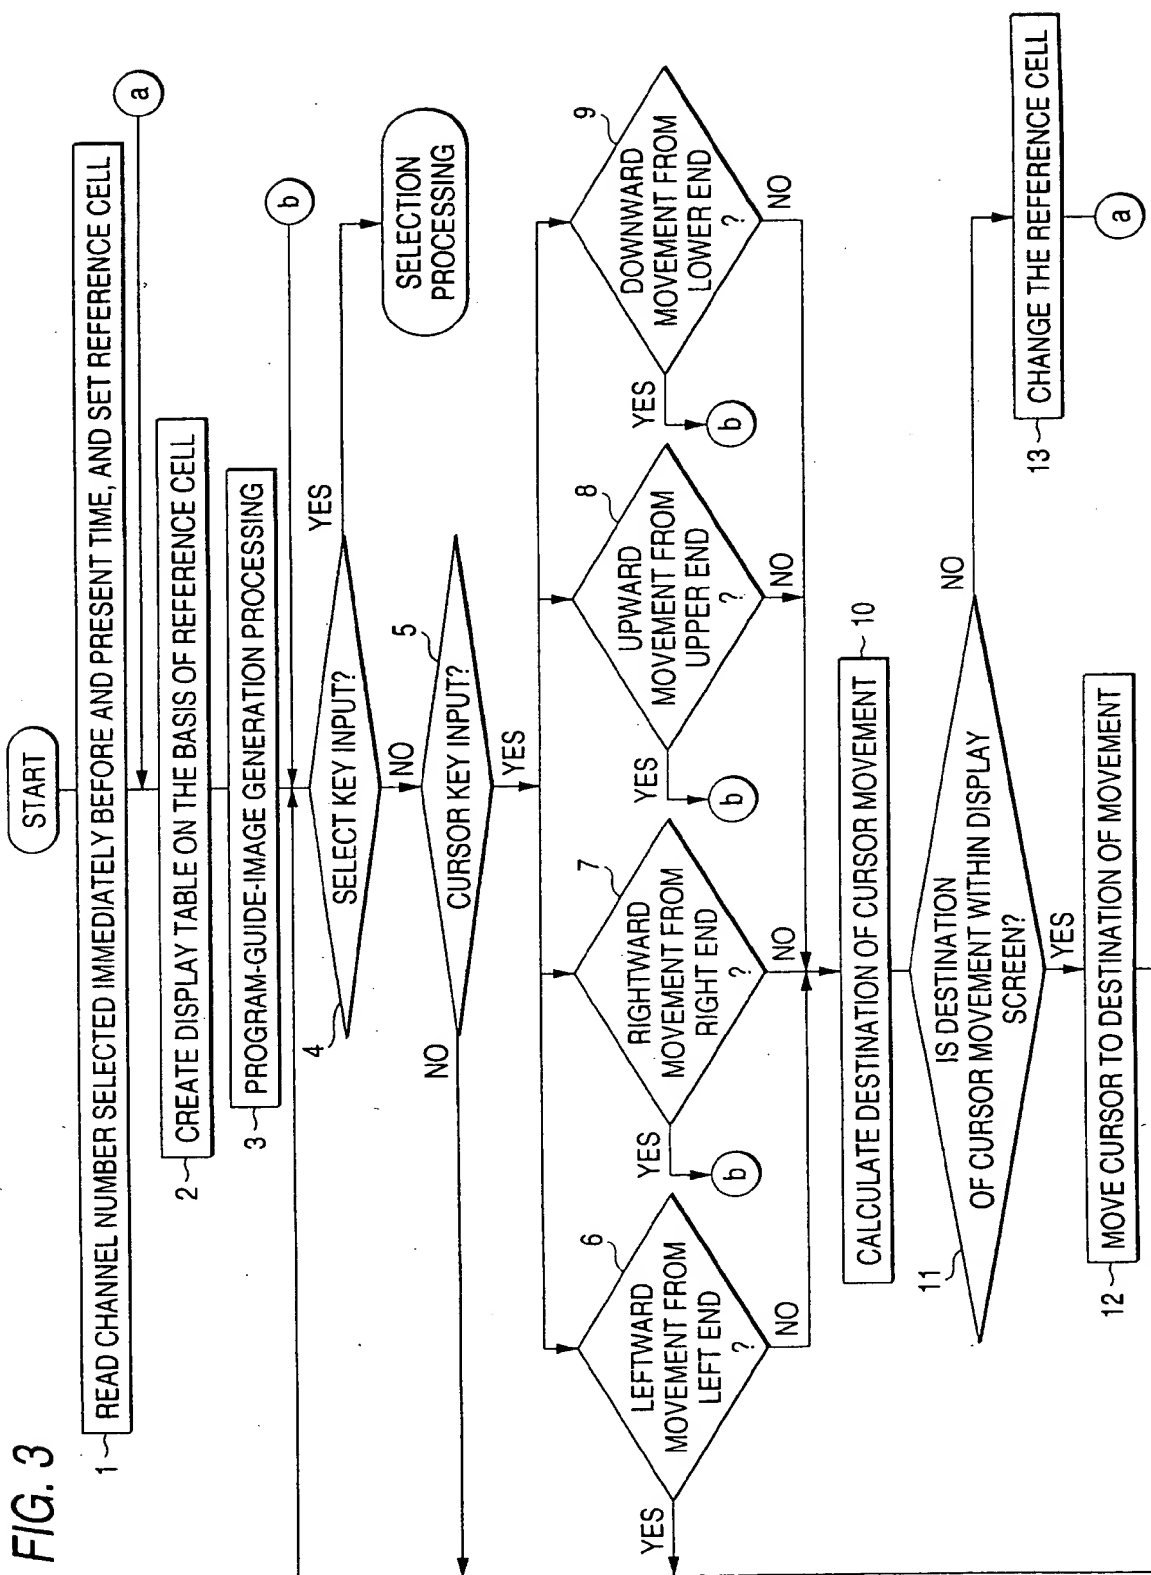 FIG. 3
START
1
READ CHANNEL NUMBER SELECTED IMMEDIATELY BEFORE AND PRESENT TIME, AND SET REFERENCE CELL
a
2
CREATE DISPLAY TABLE ON THE BASIS OF REFERENCE CELL
3
PROGRAM-GUIDE-IMAGE GENERATION PROCESSING
b
4
SELECT KEY INPUT?
YES
SELECTION
PROCESSING
NO
5
CURSOR KEY INPUT?
NO
YES
6
LEFTWARD
MOVEMENT FROM
LEFT END
?
YES
NO
7
RIGHTWARD
MOVEMENT FROM
RIGHT END
?
YES
b
NO
8
UPWARD
MOVEMENT FROM
UPPER END
?
YES
b
NO
9
DOWNWARD
MOVEMENT FROM
LOWER END
?
YES
b
NO
CALCULATE DESTINATION OF CURSOR MOVEMENT
10
11
IS DESTINATION
OF CURSOR MOVEMENT WITHIN DISPLAY
SCREEN?
NO
YES
12
MOVE CURSOR TO DESTINATION OF MOVEMENT
13
CHANGE THE REFERENCE CELL
a